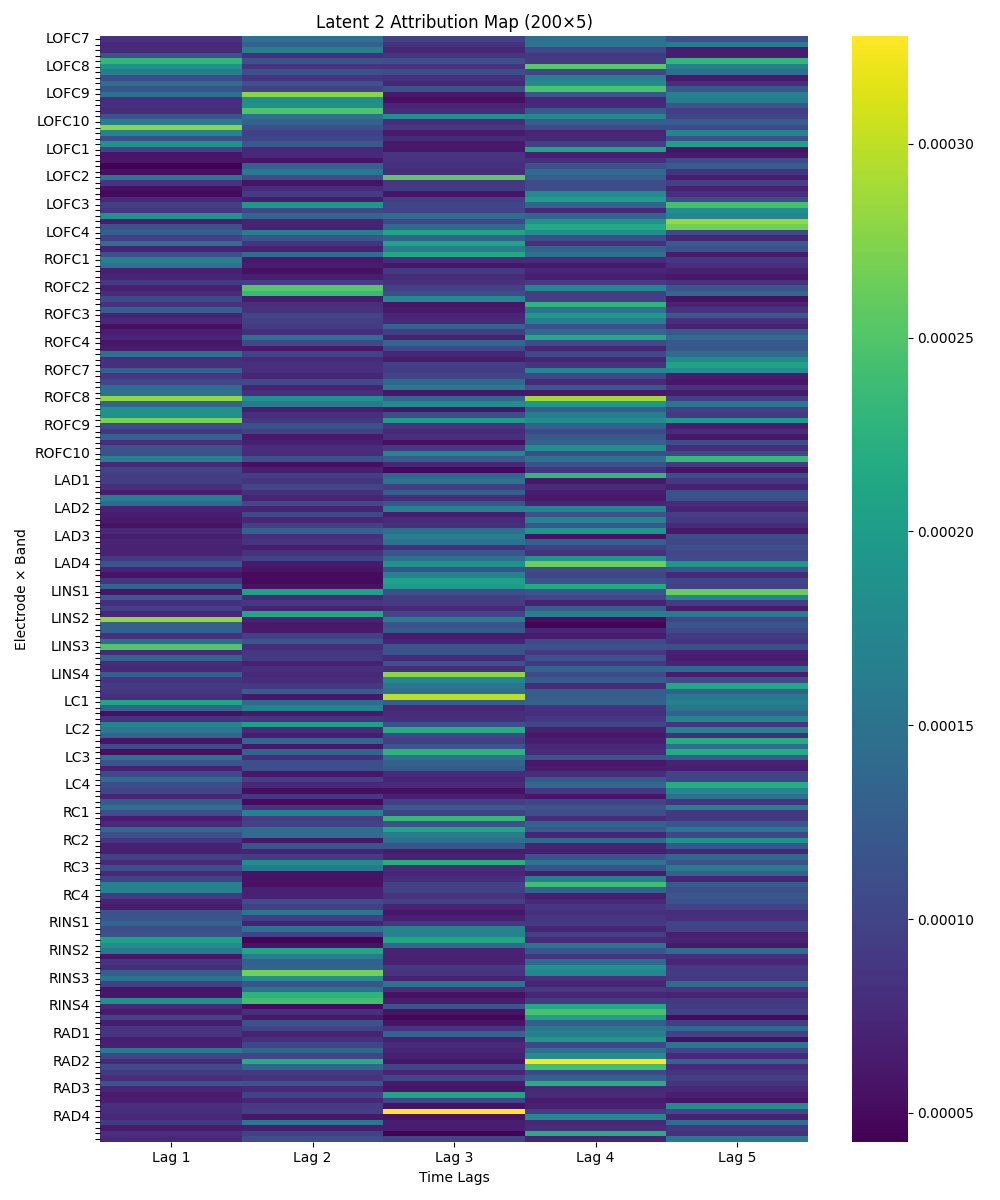 Latent 2 Attribution Map (200×5)
LOFC7
LOFC8
LOFC9
LOFC10
LOFC1
LOFC2
LOFC3
LOFC4
ROFC1
ROFC2
ROFC3
ROFC4
ROFC7
ROFC8
ROFC9
ROFC10
LAD1
LAD2
LAD3
LAD4
LINS1
LINS2
LINS3
LINS4
LC1
LC2
LC3
LC4
RC1
RC2
RC3
RC4
RINS1
RINS2
RINS3
RINS4
RAD1
RAD2
RAD3
RAD4
Electrode × Band
Lag 1 Lag 2 Lag 3 Lag 4 Lag 5
Time Lags
0.00030
0.00025
0.00020
0.00015
0.00010
0.00005